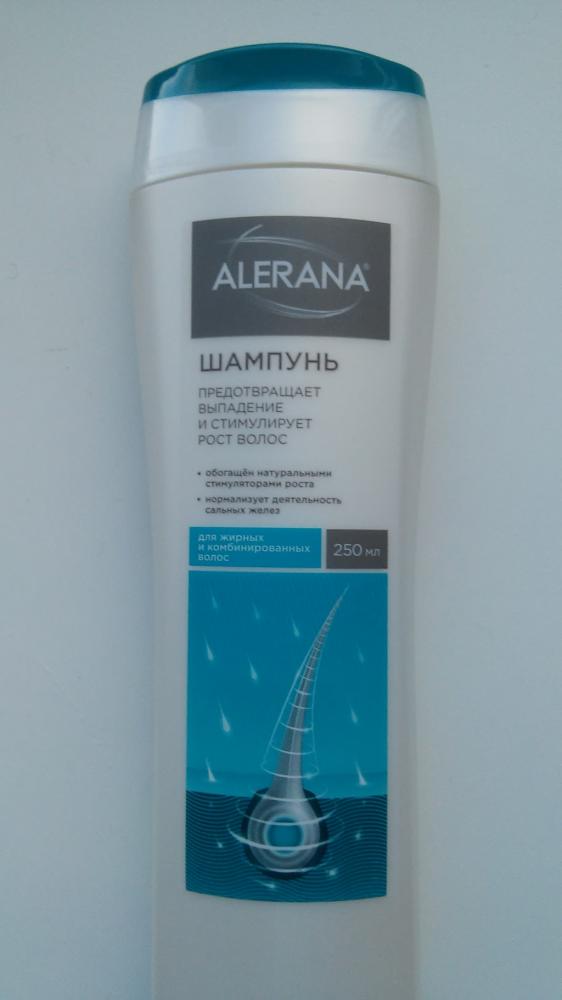 ALERANA®
ШАМПУНЬ
ПРЕДОТВРАЩАЕТ
ВЫПАДЕНИЕ
И СТИМУЛИРУЕТ
РОСТ ВОЛОС
• обогащён натуральными
стимуляторами роста
• нормализует деятельность
сальных желез
для жирных
и комбинированных
волос
250 мл